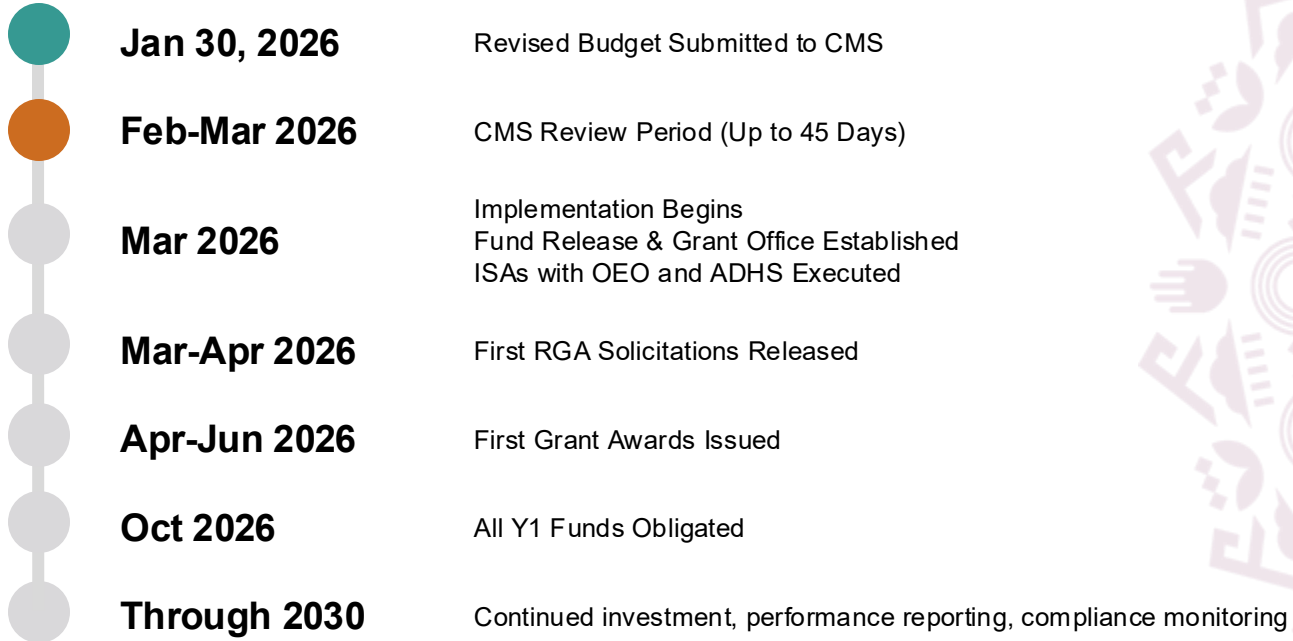 Jan 30, 2026
Revised Budget Submitted to CMS
Feb-Mar 2026
CMS Review Period (Up to 45 Days)
Mar 2026
Implementation Begins
Fund Release & Grant Office Established
ISAs with OEO and ADHS Executed
Mar-Apr 2026
First RGA Solicitations Released
Apr-Jun 2026
First Grant Awards Issued
Oct 2026
All Y1 Funds Obligated
Through 2030
Continued investment, performance reporting, compliance monitoring